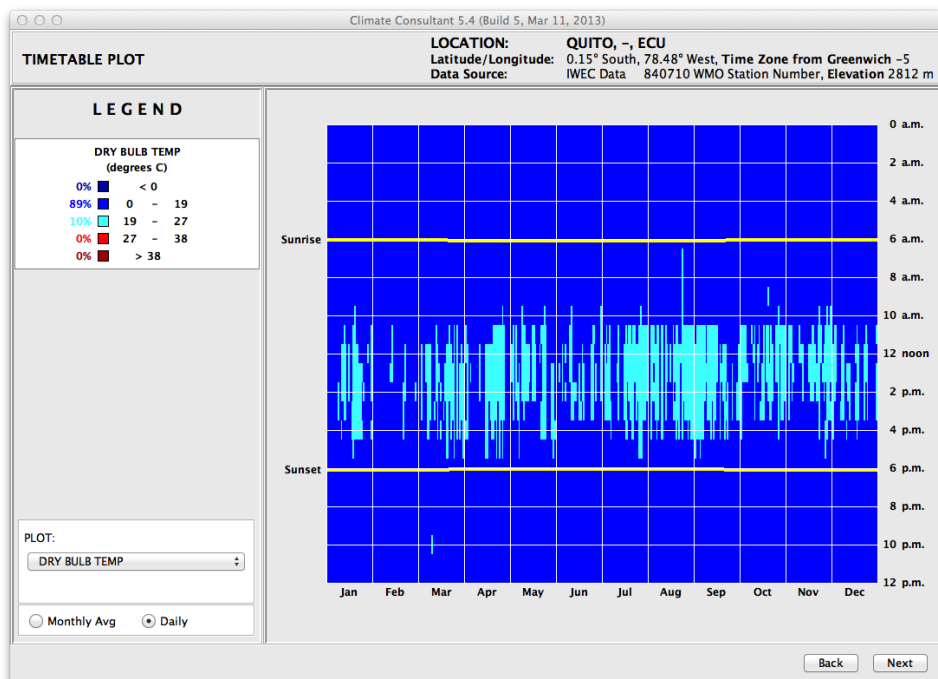 Climate Consultant 5.4 (Build 5, Mar 11, 2013)
TIMETABLE PLOT
LOCATION: QUITO, -, ECU
Latitude/Longitude: 0.15° South, 78.48° West, Time Zone from Greenwich -5
Data Source: IWEC Data 840710 WMO Station Number, Elevation 2812 m
LEGEND
DRY BULB TEMP
(degrees C)
0% < 0
89% 0 - 19
10% 19 - 27
0% 27 - 38
0% > 38
0 a.m.
2 a.m.
4 a.m.
Sunrise 6 a.m.
8 a.m.
10 a.m.
12 noon
2 p.m.
4 p.m.
Sunset 6 p.m.
8 p.m.
10 p.m.
12 p.m.
Jan Feb Mar Apr May Jun Jul Aug Sep Oct Nov Dec
PLOT:
DRY BULB TEMP
Monthly Avg Daily
Back Next